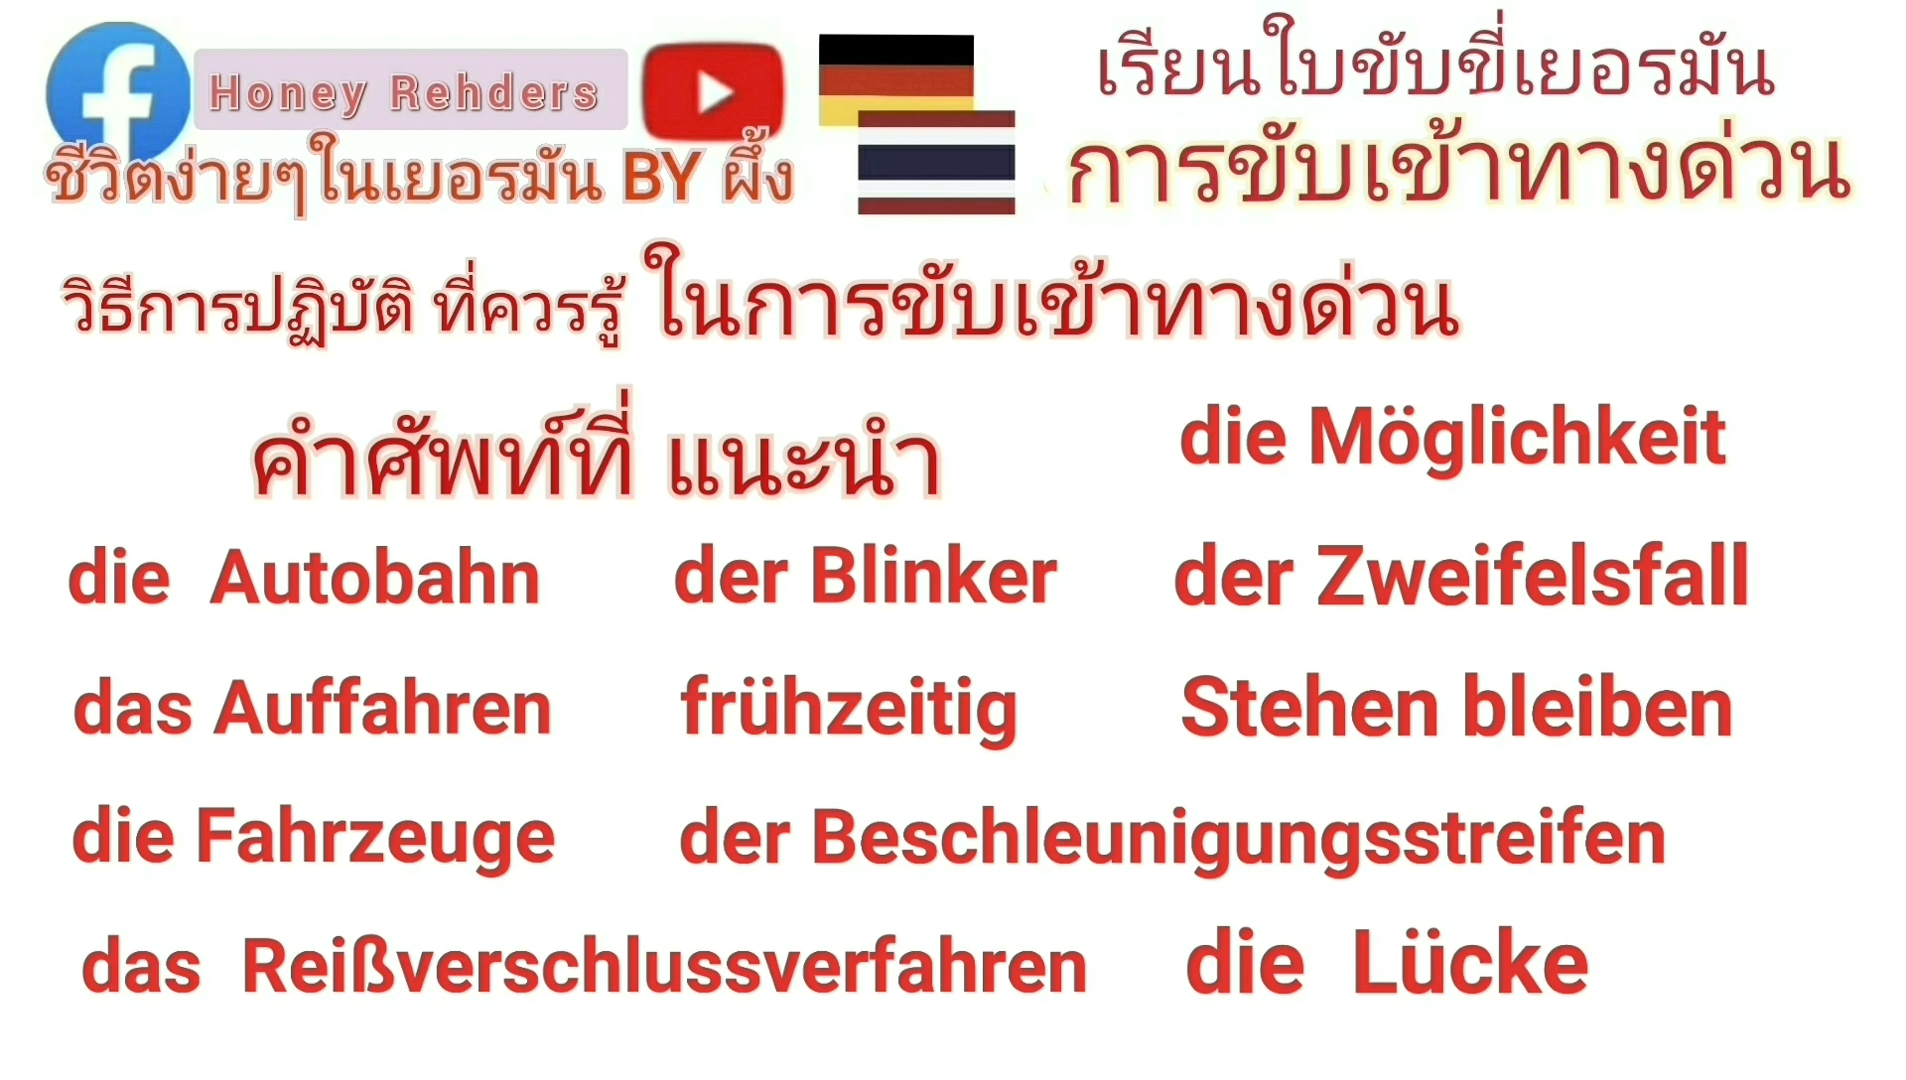 Honey Rehders
ชีวิตง่ายๆในเยอรมัน BY ผึ้ง
เรียนใบขับขี่เยอรมัน
การขับเข้าทางด่วน
วิธีการปฏิบัติ ที่ควรรู้ ในการขับเข้าทางด่วน
คำศัพท์ที่ แนะนำ
die Möglichkeit
die Autobahn
der Blinker
der Zweifelsfall
das Auffahren
frühzeitig
Stehen bleiben
die Fahrzeuge
der Beschleunigungsstreifen
das Reißverschlussverfahren
die Lücke